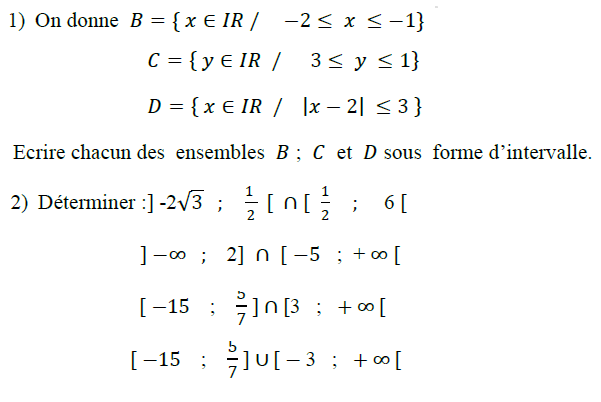 1) On donne B = { x ∈ IR / −2 ≤ x ≤ −1}
C = { y ∈ IR / 3 ≤ y ≤ 1}
D = { x ∈ IR / |x − 2| ≤ 3 }
Ecrire chacun des ensembles B ; C et D sous forme d’intervalle.
2) Déterminer :] -2√3 ; 1/2 [ ∩ [ 1/2 ; 6 [
] −∞ ; 2] ∩ [ −5 ; +∞ [
[ −15 ; 5/7 ] ∩ [3 ; +∞ [
[ −15 ; 5/7 ] ∪ [ − 3 ; +∞ [